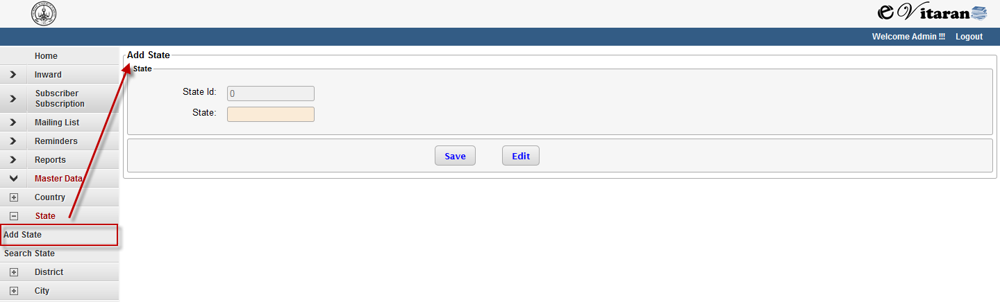 e Vitaran
Welcome Admin !!! Logout
Home
Inward
Subscriber
Subscription
Mailing List
Reminders
Reports
Master Data
Country
State
Add State
Search State
District
City
Add State
State
State Id: 0
State:
Save Edit